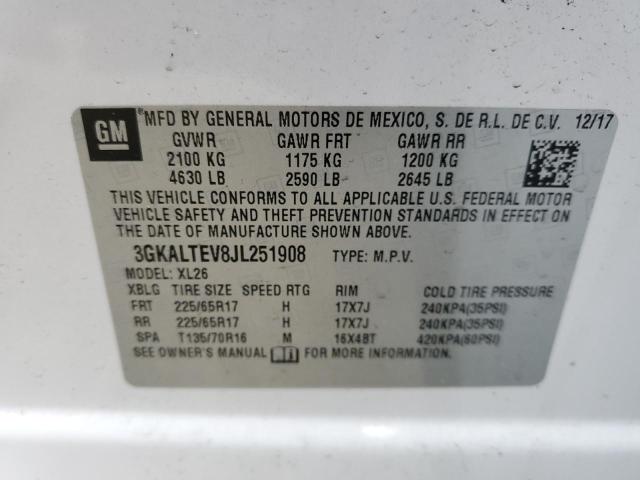 GM
MFD BY GENERAL MOTORS DE MEXICO, S. DE R.L. DE C.V. 12/17
GVWR GAWR FRT GAWR RR
2100 KG 1175 KG 1200 KG
4630 LB 2590 LB 2645 LB
THIS VEHICLE CONFORMS TO ALL APPLICABLE U.S. FEDERAL MOTOR
VEHICLE SAFETY AND THEFT PREVENTION STANDARDS IN EFFECT ON
THE DATE OF MANUFACTURE SHOWN ABOVE.
3GKALTEV8JL251908 TYPE: M.P.V.
MODEL: XL26
XBLG TIRE SIZE SPEED RTG RIM COLD TIRE PRESSURE
FRT 225/65R17 H 17X7J 240KPA(35PSI)
RR 225/65R17 H 17X7J 240KPA(35PSI)
SPA T135/70R16 M 16X4BT 420KPA(60PSI)
SEE OWNER'S MANUAL FOR MORE INFORMATION.